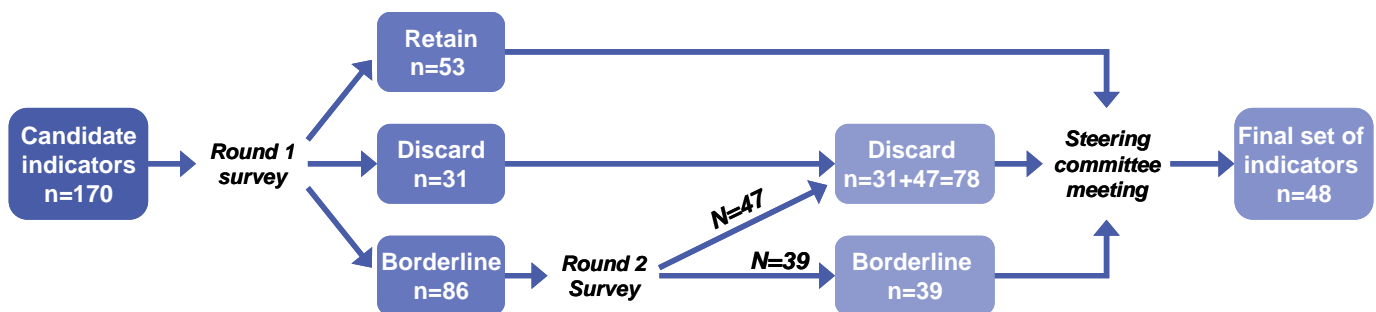 Candidate
indicators
n=170
Round 1
survey
Retain
n=53
Discard
n=31
Borderline
n=86
Round 2
Survey
N=47
N=39
Discard
n=31+47=78
Borderline
n=39
Steering
committee
meeting
Final set of
indicators
n=48